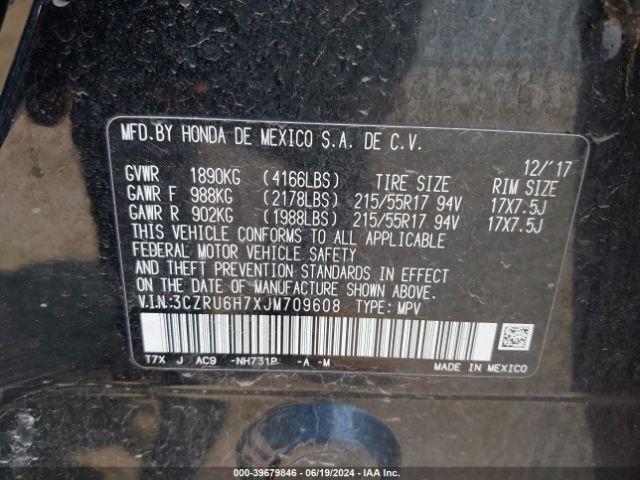 MFD.BY HONDA DE MEXICO S.A. DE C.V.
12/'17
GVWR 1890KG (4166LBS) TIRE SIZE RIM SIZE
GAWR F 988KG (2178LBS) 215/55R17 94V 17X7.5J
GAWR R 902KG (1988LBS) 215/55R17 94V 17X7.5J
THIS VEHICLE CONFORMS TO ALL APPLICABLE
FEDERAL MOTOR VEHICLE SAFETY
AND THEFT PREVENTION STANDARDS IN EFFECT
ON THE DATE OF MANUFACTURE SHOWN ABOVE.
V.I.N:3CZRU6H7XJM709608 TYPE: MPV
T7X J AC9 -NH731P -A -M
MADE IN MEXICO
000-39679846 - 06/19/2024 - IAA Inc.